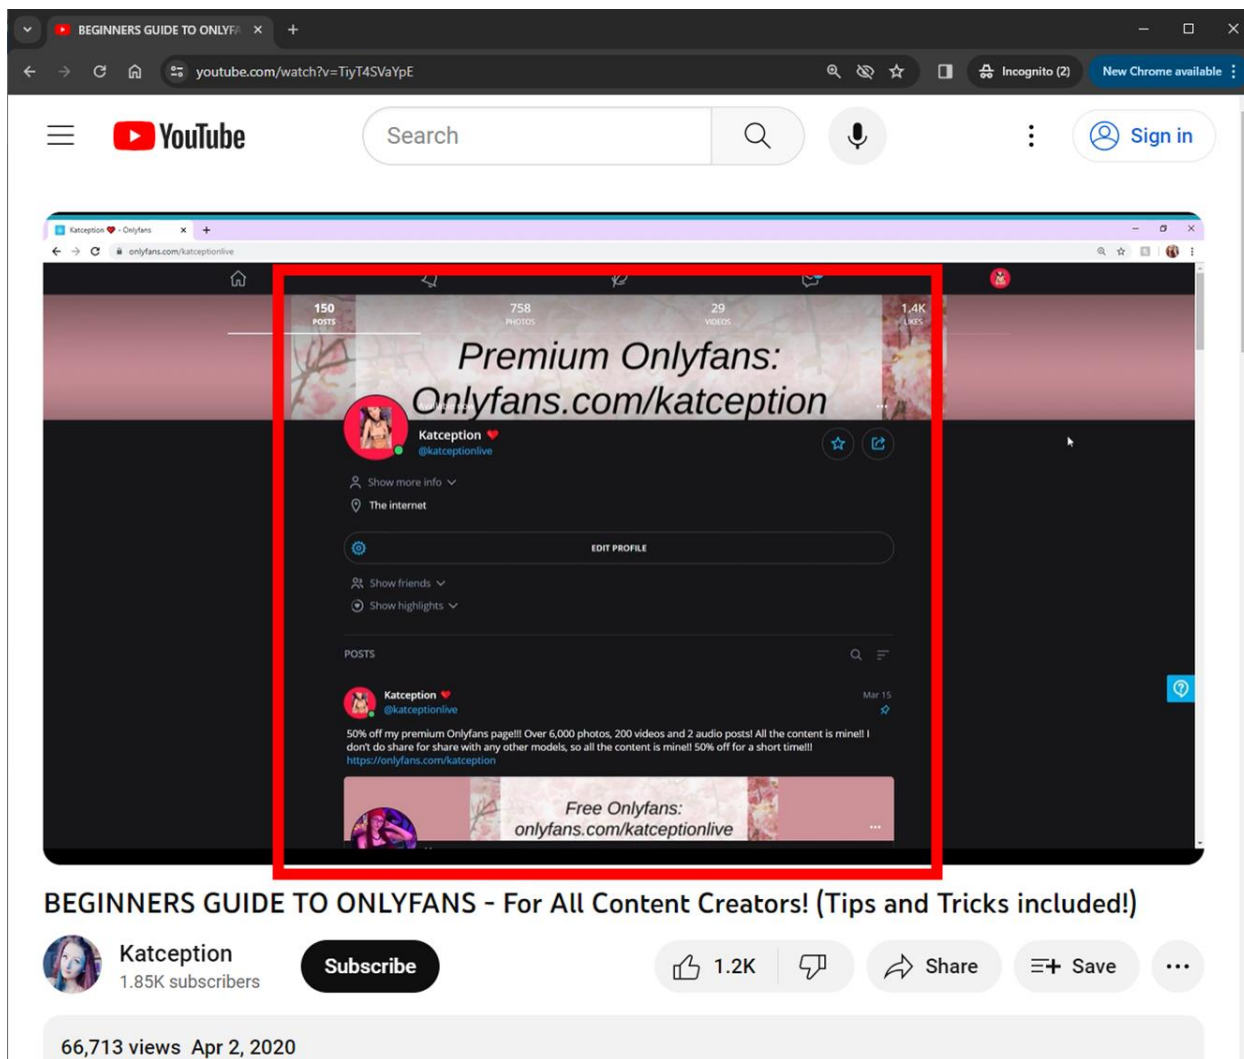 BEGINNERS GUIDE TO ONLYFA
youtube.com/watch?v=TiyT4SVaYpE
Incognito (2)
New Chrome available
YouTube
Search
Sign in
Katception ❤ - Onlyfans
onlyfans.com/katceptionlive
150 758 29 1.4K
POSTS PHOTOS VIDEOS LIKES
Premium Onlyfans:
Onlyfans.com/katception
Available now
Katception ❤
@katceptionlive
Show more info
The internet
EDIT PROFILE
Show friends
Show highlights
POSTS
Katception ❤ Mar 15
@katceptionlive
50% off my premium Onlyfans page!!! Over 6,000 photos, 200 videos and 2 audio posts! All the content is mine!! I
don't do share for share with any other models, so all the content is mine!! 50% off for a short time!!!
https://onlyfans.com/katception
Free Onlyfans:
onlyfans.com/katceptionlive
BEGINNERS GUIDE TO ONLYFANS - For All Content Creators! (Tips and Tricks included!)
Katception
1.85K subscribers
Subscribe
1.2K
Share
Save
66,713 views Apr 2, 2020